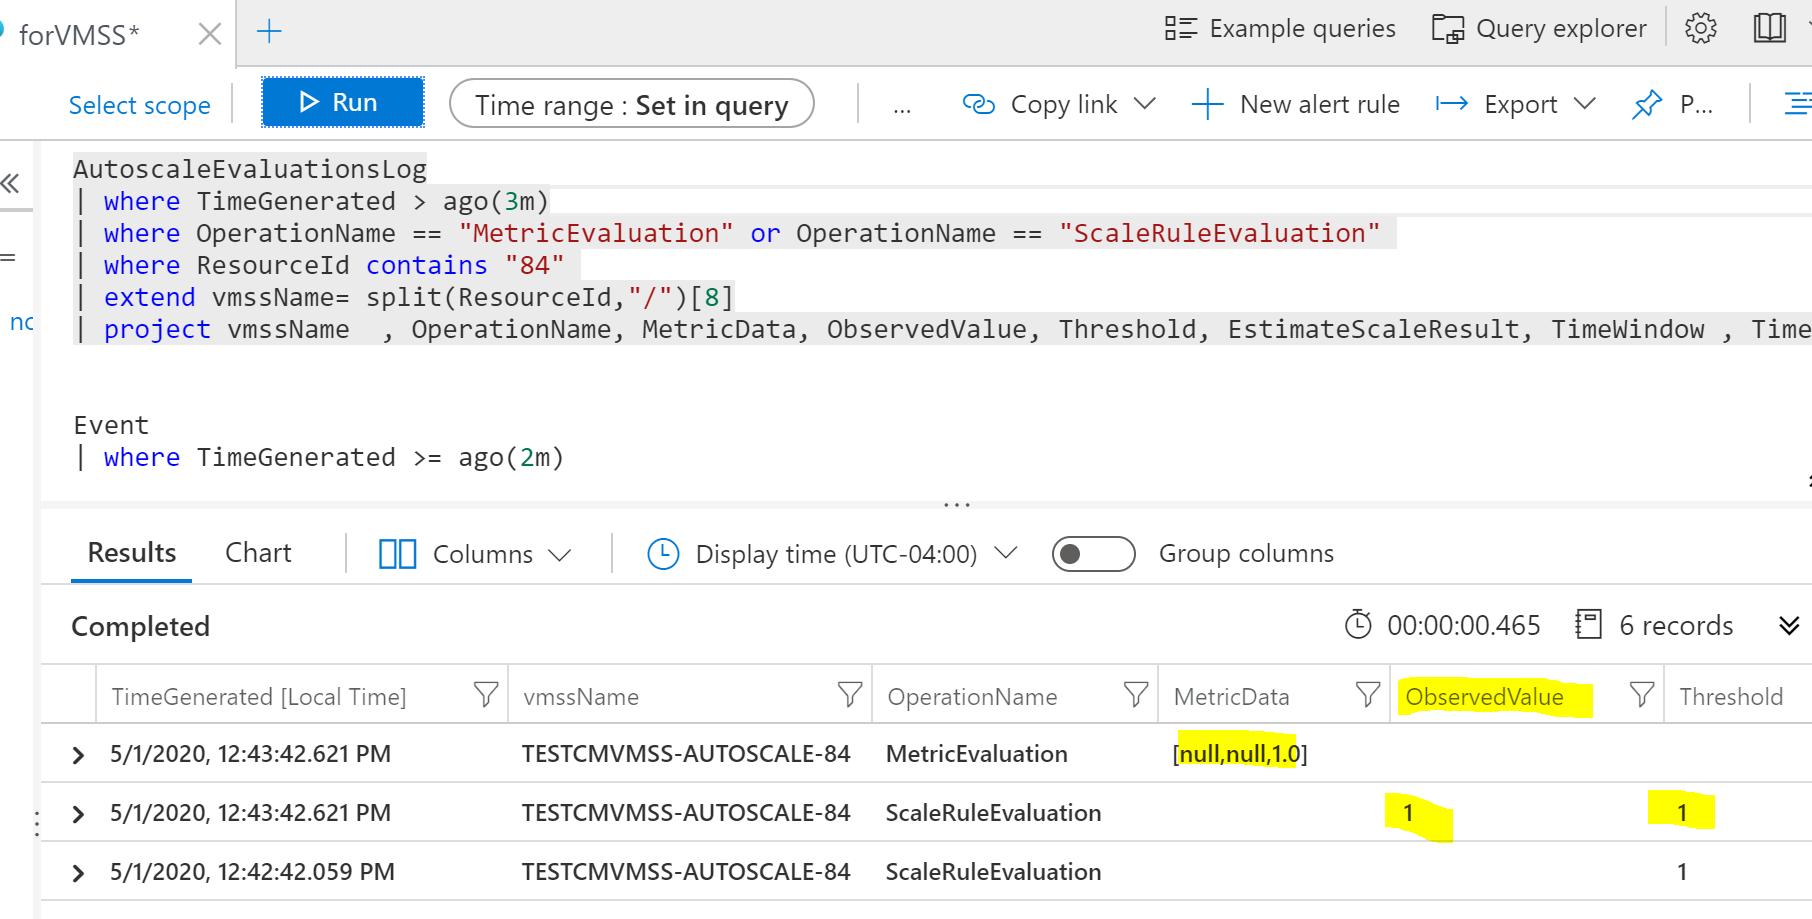 forVMSS*
Example queries
Query explorer
Select scope
Run
Time range : Set in query
...
Copy link
New alert rule
Export
P...
AutoscaleEvaluationsLog
| where TimeGenerated > ago(3m)
| where OperationName == "MetricEvaluation" or OperationName == "ScaleRuleEvaluation"
| where ResourceId contains "84"
| extend vmssName= split(ResourceId,"/")[8]
| project vmssName , OperationName, MetricData, ObservedValue, Threshold, EstimateScaleResult, TimeWindow , Time
Event
| where TimeGenerated >= ago(2m)
Results
Chart
Columns
Display time (UTC-04:00)
Group columns
Completed
00:00:00.465
6 records
TimeGenerated [Local Time] vmssName OperationName MetricData ObservedValue Threshold
5/1/2020, 12:43:42.621 PM TESTCMVMSS-AUTOSCALE-84 MetricEvaluation [null,null,1.0]
5/1/2020, 12:43:42.621 PM TESTCMVMSS-AUTOSCALE-84 ScaleRuleEvaluation 1 1
5/1/2020, 12:42:42.059 PM TESTCMVMSS-AUTOSCALE-84 ScaleRuleEvaluation 1